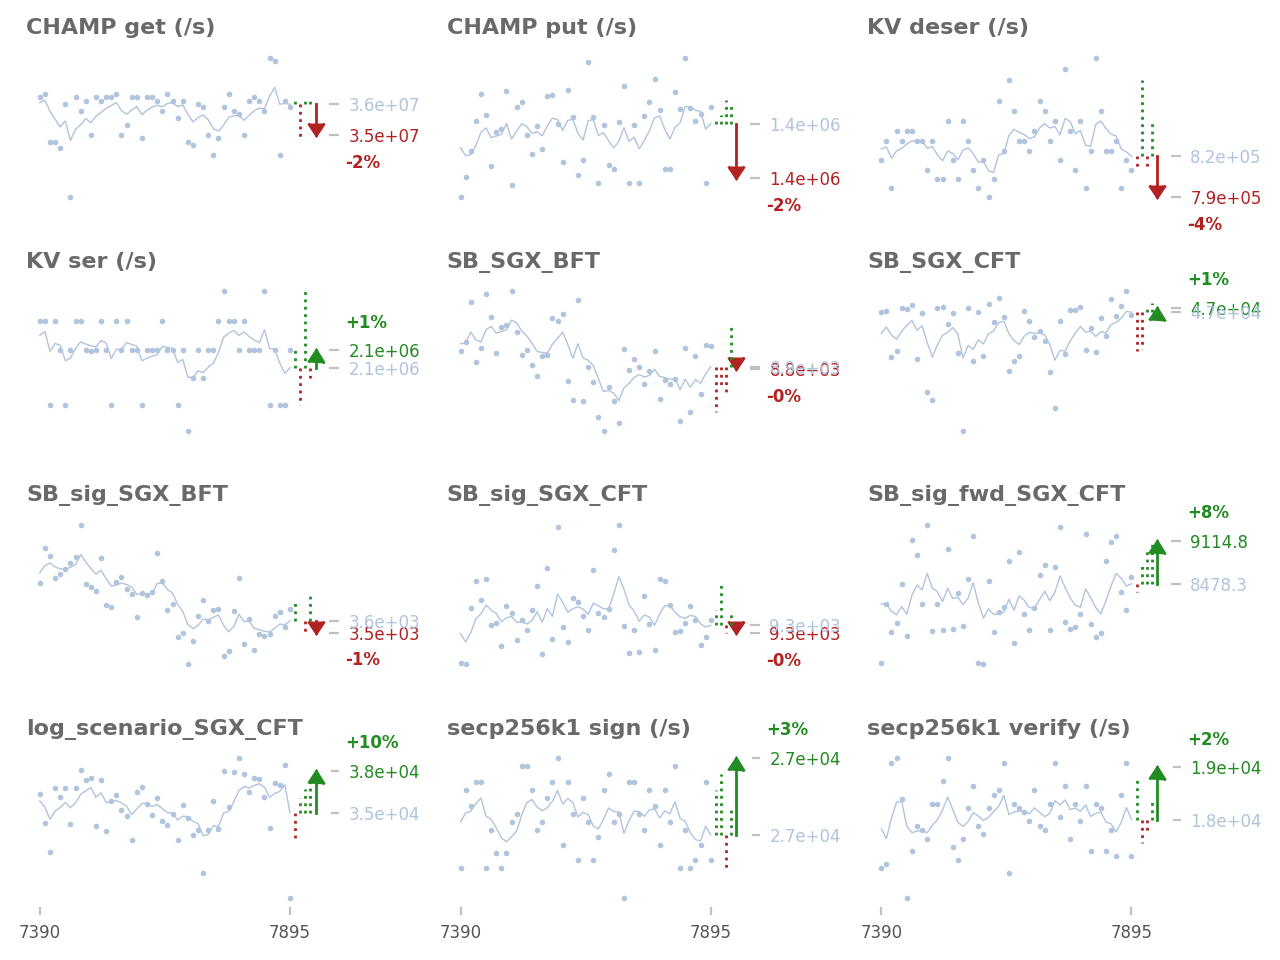 CHAMP get (/s)
3.6e+07
3.5e+07
-2%
CHAMP put (/s)
1.4e+06
1.4e+06
-2%
KV deser (/s)
8.2e+05
7.9e+05
-4%
KV ser (/s)
+1%
2.1e+06
2.1e+06
SB_SGX_BFT
8.8e+03
-0%
SB_SGX_CFT
+1%
4.7e+04
4.7e+04
SB_sig_SGX_BFT
3.6e+03
3.5e+03
-1%
SB_sig_SGX_CFT
9.3e+03
9.3e+03
-0%
SB_sig_fwd_SGX_CFT
+8%
9114.8
8478.3
log_scenario_SGX_CFT
+10%
3.8e+04
3.5e+04
secp256k1 sign (/s)
+3%
2.7e+04
2.7e+04
secp256k1 verify (/s)
+2%
1.9e+04
1.8e+04
7390
7895
7390
7895
7390
7895